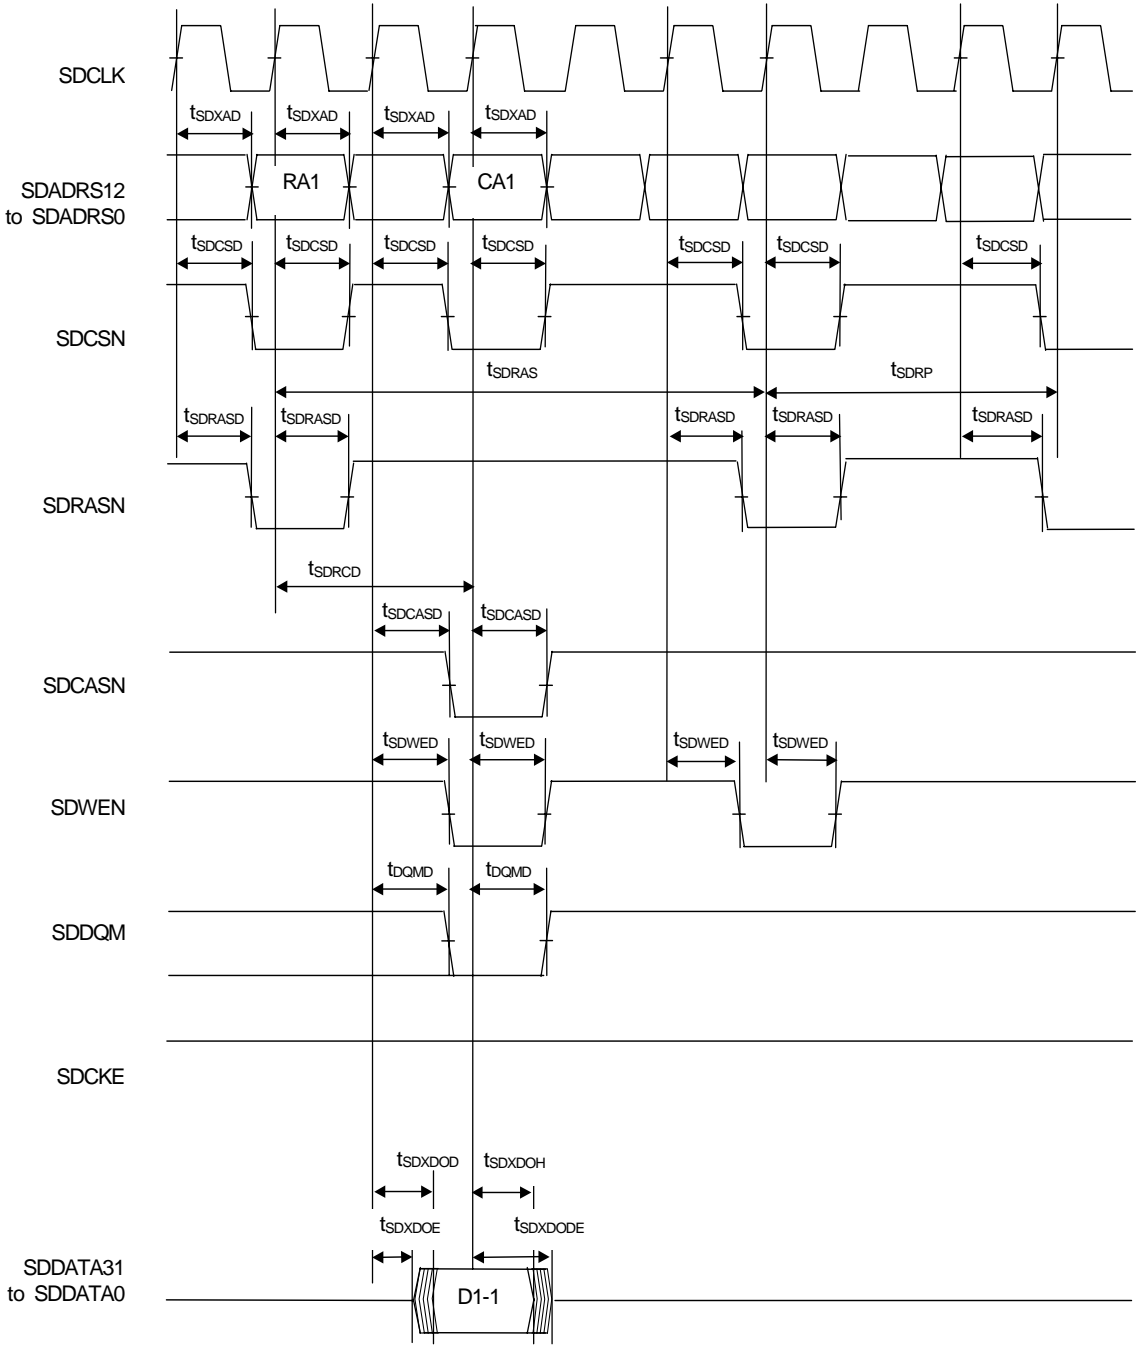 SDCLK
tSDXAD tSDXAD tSDXAD tSDXAD
SDADRS12
to SDADRS0
RA1 CA1
tSDCSD tSDCSD tSDCSD tSDCSD tSDCSD tSDCSD tSDCSD
SDCSN
tSDRAS tSDRP
tSDRASD tSDRASD tSDRASD tSDRASD tSDRASD
SDRASN
tSDRCD
tSDCASD tSDCASD
SDCASN
tSDWED tSDWED tSDWED tSDWED
SDWEN
tDQMD tDQMD
SDDQM
SDCKE
tSDXDOD tSDXDOH
tSDXDOE tSDXDODE
SDDATA31
to SDDATA0
D1-1